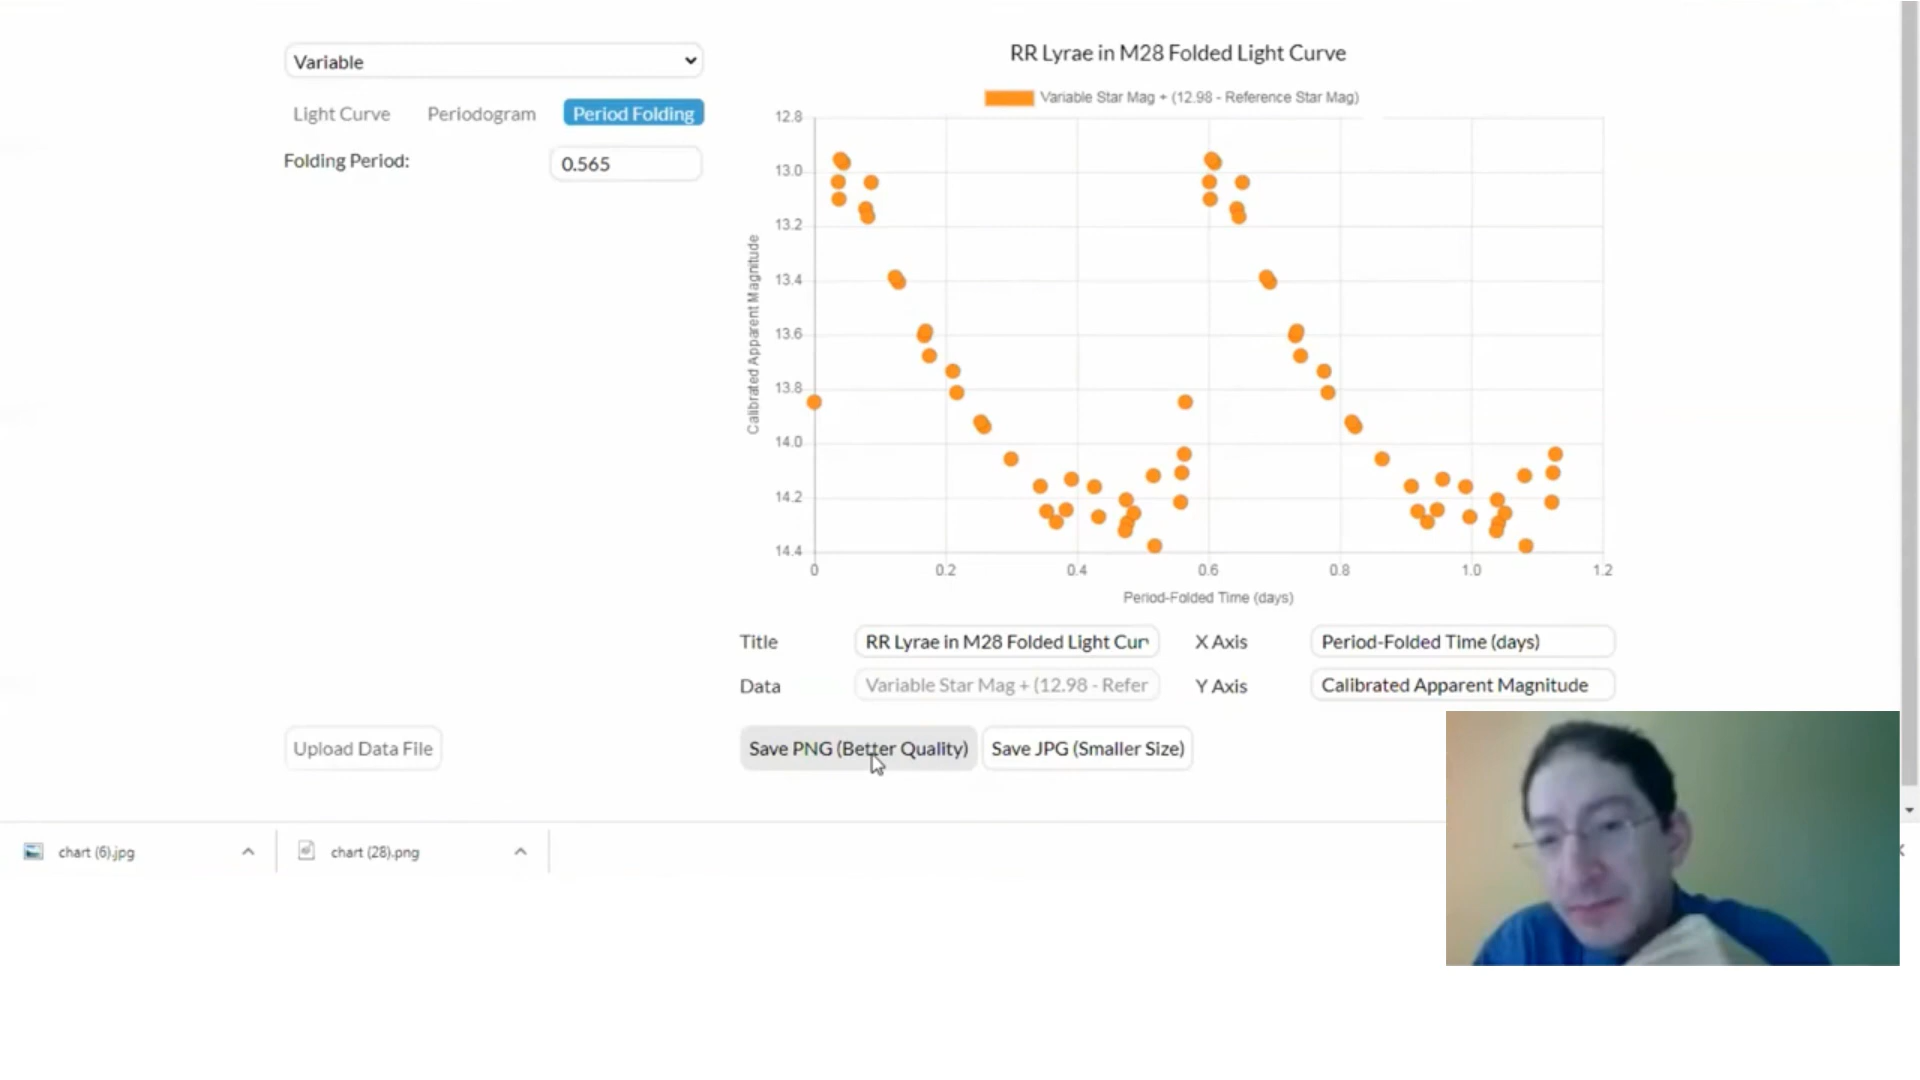 Variable
Light Curve
Periodogram
Period Folding
Folding Period:
0.565
RR Lyrae in M28 Folded Light Curve
Variable Star Mag + (12.98 - Reference Star Mag)
12.8
13.0
13.2
13.4
13.6
13.8
14.0
14.2
14.4
Calibrated Apparent Magnitude
0 0.2 0.4 0.6 0.8 1.0 1.2
Period-Folded Time (days)
Title
RR Lyrae in M28 Folded Light Cur
X Axis
Period-Folded Time (days)
Data
Variable Star Mag + (12.98 - Refer
Y Axis
Calibrated Apparent Magnitude
Upload Data File
Save PNG (Better Quality)
Save JPG (Smaller Size)
chart (6).jpg
chart (28).png